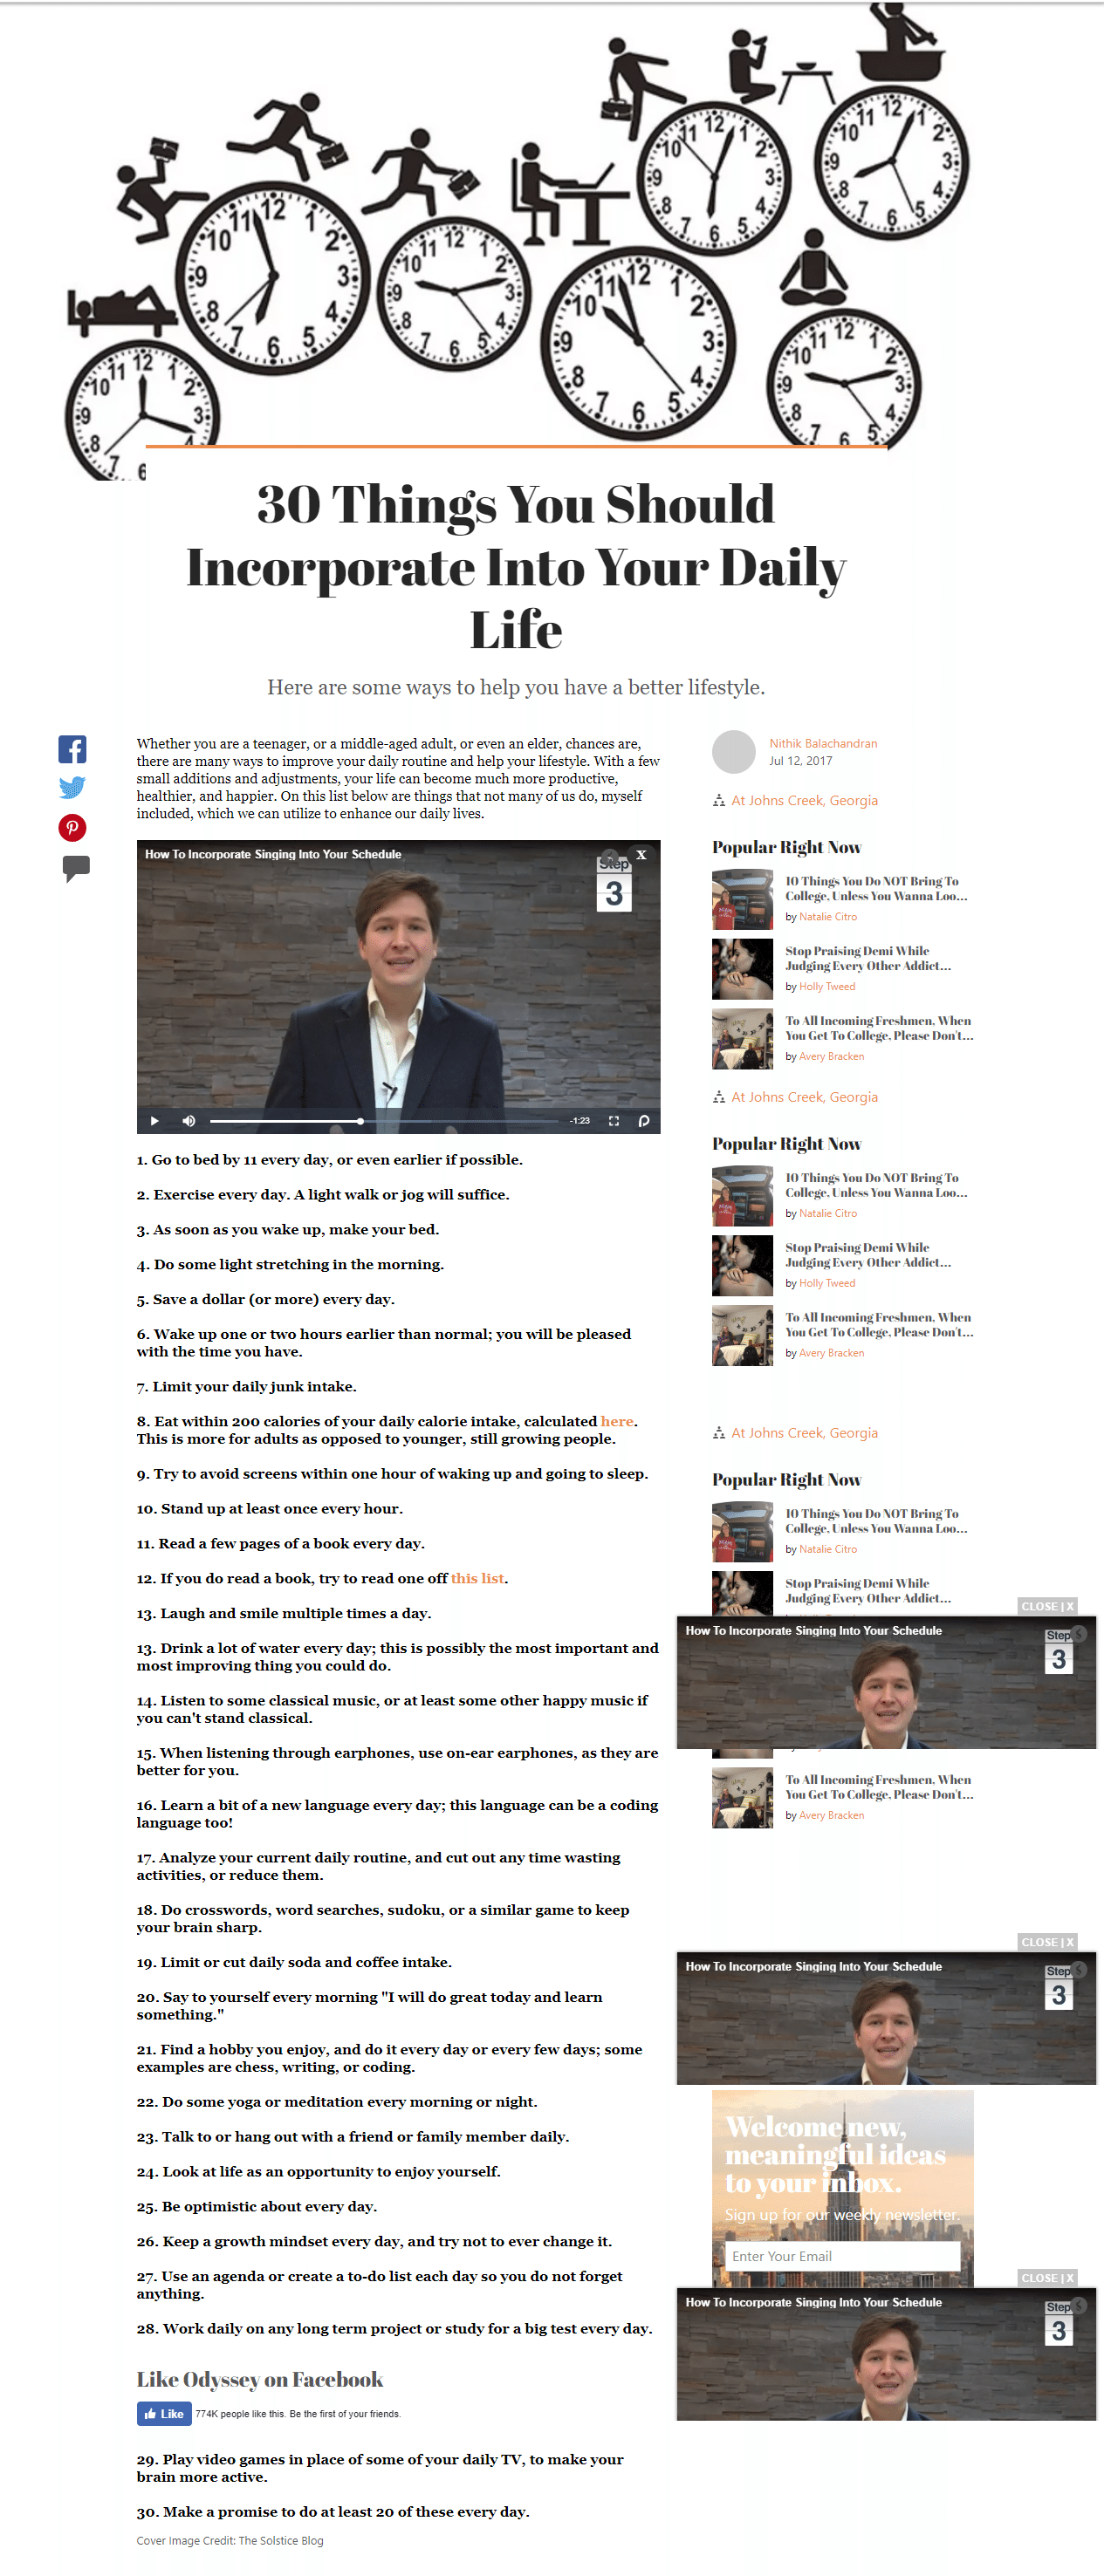 30 Things You Should
Incorporate Into Your Daily
Life
Here are some ways to help you have a better lifestyle.
Whether you are a teenager, or a middle-aged adult, or even an elder, chances are,
there are many ways to improve your daily routine and help your lifestyle. With a few
small additions and adjustments, your life can become much more productive,
healthier, and happier. On this list below are things that not many of us do, myself
included, which we can utilize to enhance our daily lives.
How To Incorporate Singing Into Your Schedule
X
Step
3
-1:23
1. Go to bed by 11 every day, or even earlier if possible.
2. Exercise every day. A light walk or jog will suffice.
3. As soon as you wake up, make your bed.
4. Do some light stretching in the morning.
5. Save a dollar (or more) every day.
6. Wake up one or two hours earlier than normal; you will be pleased
with the time you have.
7. Limit your daily junk intake.
8. Eat within 200 calories of your daily calorie intake, calculated here.
This is more for adults as opposed to younger, still growing people.
9. Try to avoid screens within one hour of waking up and going to sleep.
10. Stand up at least once every hour.
11. Read a few pages of a book every day.
12. If you do read a book, try to read one off this list.
13. Laugh and smile multiple times a day.
13. Drink a lot of water every day; this is possibly the most important and
most improving thing you could do.
14. Listen to some classical music, or at least some other happy music if
you can't stand classical.
15. When listening through earphones, use on-ear earphones, as they are
better for you.
16. Learn a bit of a new language every day; this language can be a coding
language too!
17. Analyze your current daily routine, and cut out any time wasting
activities, or reduce them.
18. Do crosswords, word searches, sudoku, or a similar game to keep
your brain sharp.
19. Limit or cut daily soda and coffee intake.
20. Say to yourself every morning "I will do great today and learn
something."
21. Find a hobby you enjoy, and do it every day or every few days; some
examples are chess, writing, or coding.
22. Do some yoga or meditation every morning or night.
23. Talk to or hang out with a friend or family member daily.
24. Look at life as an opportunity to enjoy yourself.
25. Be optimistic about every day.
26. Keep a growth mindset every day, and try not to ever change it.
27. Use an agenda or create a to-do list each day so you do not forget
anything.
28. Work daily on any long term project or study for a big test every day.
Like Odyssey on Facebook
Like 774K people like this. Be the first of your friends.
29. Play video games in place of some of your daily TV, to make your
brain more active.
30. Make a promise to do at least 20 of these every day.
Cover Image Credit: The Solstice Blog
Nithik Balachandran
Jul 12, 2017
At Johns Creek, Georgia
Popular Right Now
10 Things You Do NOT Bring To
College, Unless You Wanna Loo...
by Natalie Citro
Stop Praising Demi While
Judging Every Other Addict...
by Holly Tweed
To All Incoming Freshmen, When
You Get To College, Please Don't...
by Avery Bracken
At Johns Creek, Georgia
Popular Right Now
10 Things You Do NOT Bring To
College, Unless You Wanna Loo...
by Natalie Citro
Stop Praising Demi While
Judging Every Other Addict...
by Holly Tweed
To All Incoming Freshmen, When
You Get To College, Please Don't...
by Avery Bracken
At Johns Creek, Georgia
Popular Right Now
10 Things You Do NOT Bring To
College, Unless You Wanna Loo...
by Natalie Citro
Stop Praising Demi While
Judging Every Other Addict...
CLOSE | X
How To Incorporate Singing Into Your Schedule
Step
3
To All Incoming Freshmen, When
You Get To College, Please Don't...
by Avery Bracken
CLOSE | X
How To Incorporate Singing Into Your Schedule
Step
3
Welcome new,
meaningful ideas
to your inbox.
Sign up for our weekly newsletter.
Enter Your Email
CLOSE | X
How To Incorporate Singing Into Your Schedule
Step
3